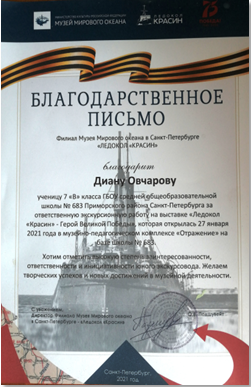 МУЗЕЙ МИРОВОГО ОКЕАНА
ЛЕДОКОЛ
КРАСИН
75
БЛАГОДАРСТВЕННОЕ
ПИСЬМО
Филиал Музея Мирового океана в Санкт-Петербурге
«ЛЕДОКОЛ «КРАСИН»
благодарит
Диану Овчарову
ученицу 7 «В» класса ГБОУ средней общеобразовательной
школы № 683 Приморского района Санкт-Петербурга за
ответственную экскурсионную работу на выставке «Ледокол
«Красин» - Герой Великой Победы», которая открылась 27 января
2021 года в музейно-педагогическом комплексе «Отражение» на
базе школы № 683.
Хотим отметить высокую степень заинтересованности,
ответственности и инициативности юного экскурсовода. Желаем
творческих успехов и новых достижений в музейной деятельности.
С уважением,
Директор Филиала Музея Мирового океана
в Санкт-Петербурге -
Санкт-Петербург,
2021 год